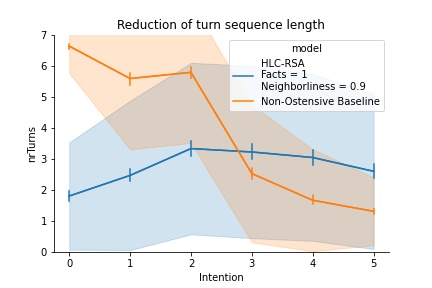 Reduction of turn sequence length
7
6
5
4
3
2
1
0
nrTurns
model
HLC-RSA
Facts = 1
Neighborliness = 0.9
Non-Ostensive Baseline
0 1 2 3 4 5
Intention